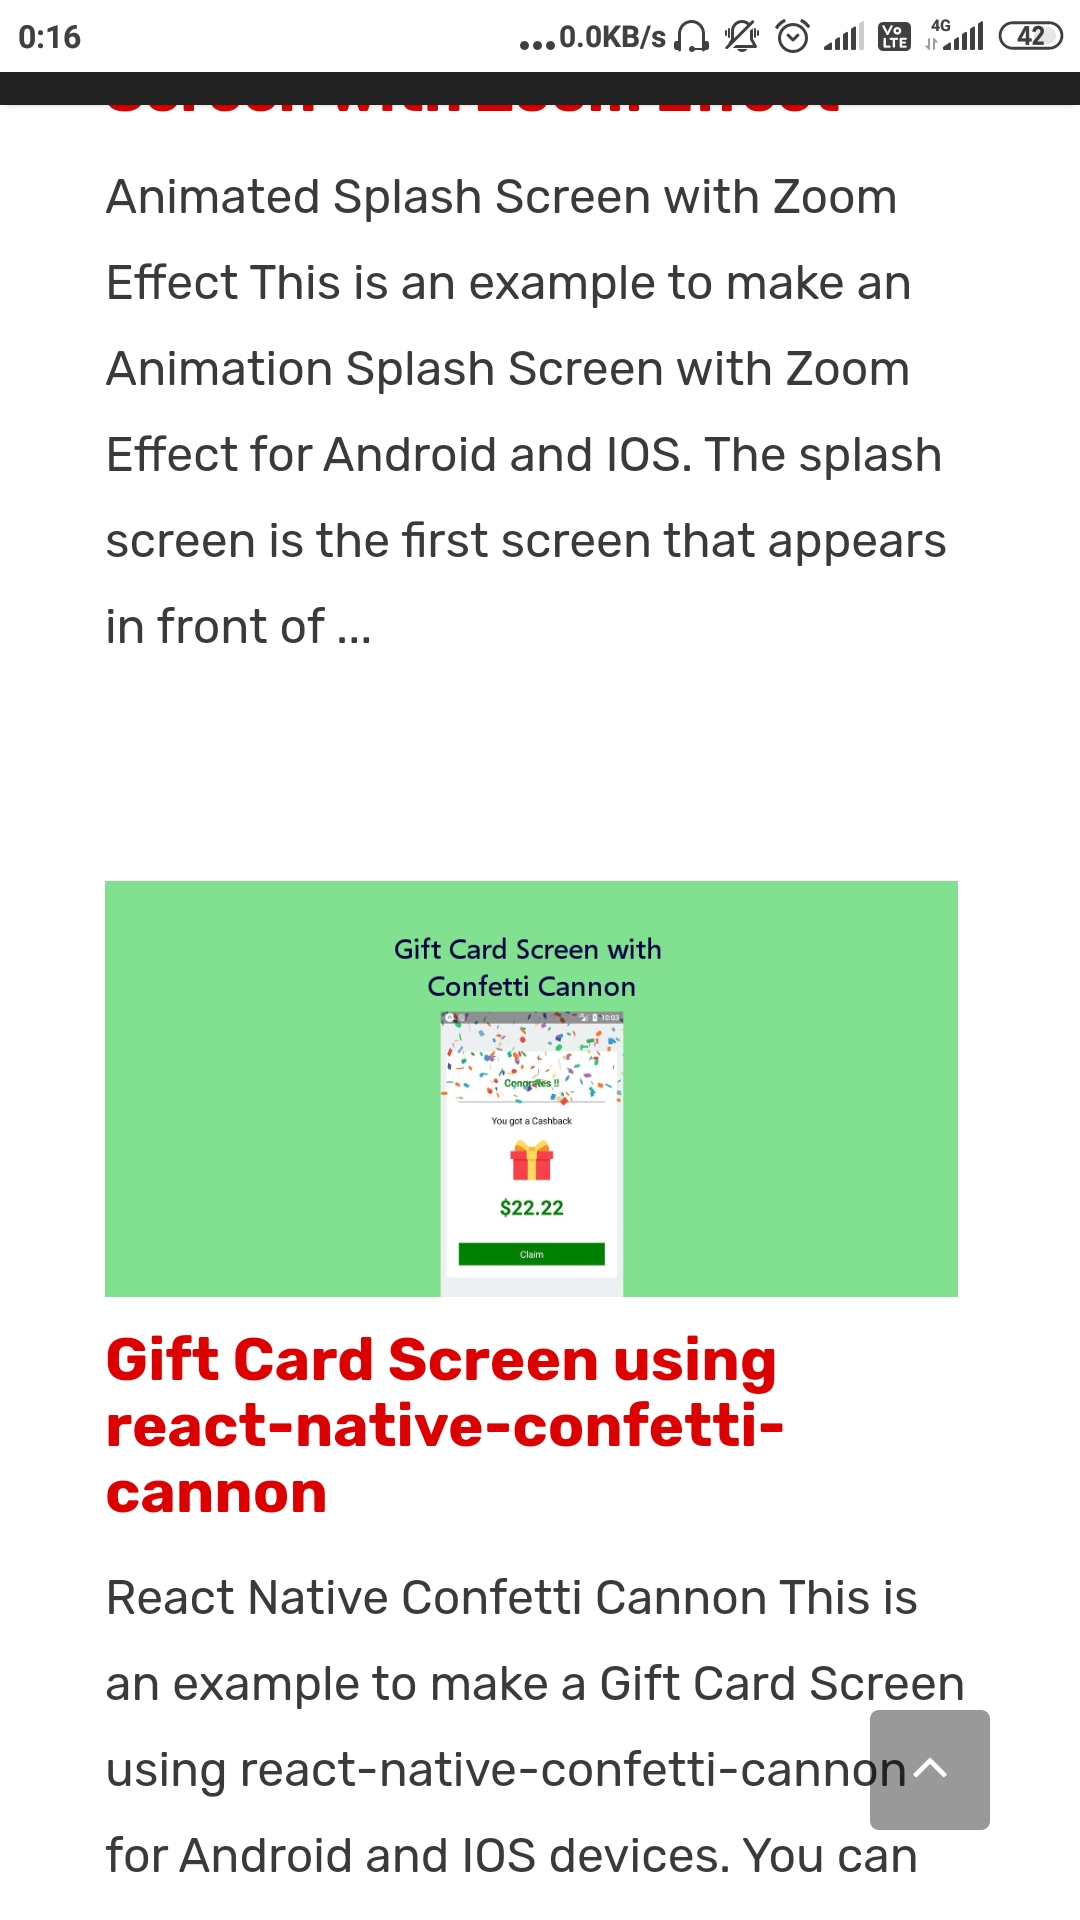 0:16
...0.0KB/s
Vo LTE
4G
42
Screen with Zoom Effect
Animated Splash Screen with Zoom
Effect This is an example to make an
Animation Splash Screen with Zoom
Effect for Android and IOS. The splash
screen is the first screen that appears
in front of ...
Gift Card Screen with
Confetti Cannon
10:03
Congrates !!
You got a Cashback
$22.22
Claim
Gift Card Screen using
react-native-confetti-
cannon
React Native Confetti Cannon This is
an example to make a Gift Card Screen
using react-native-confetti-cannon
for Android and IOS devices. You can